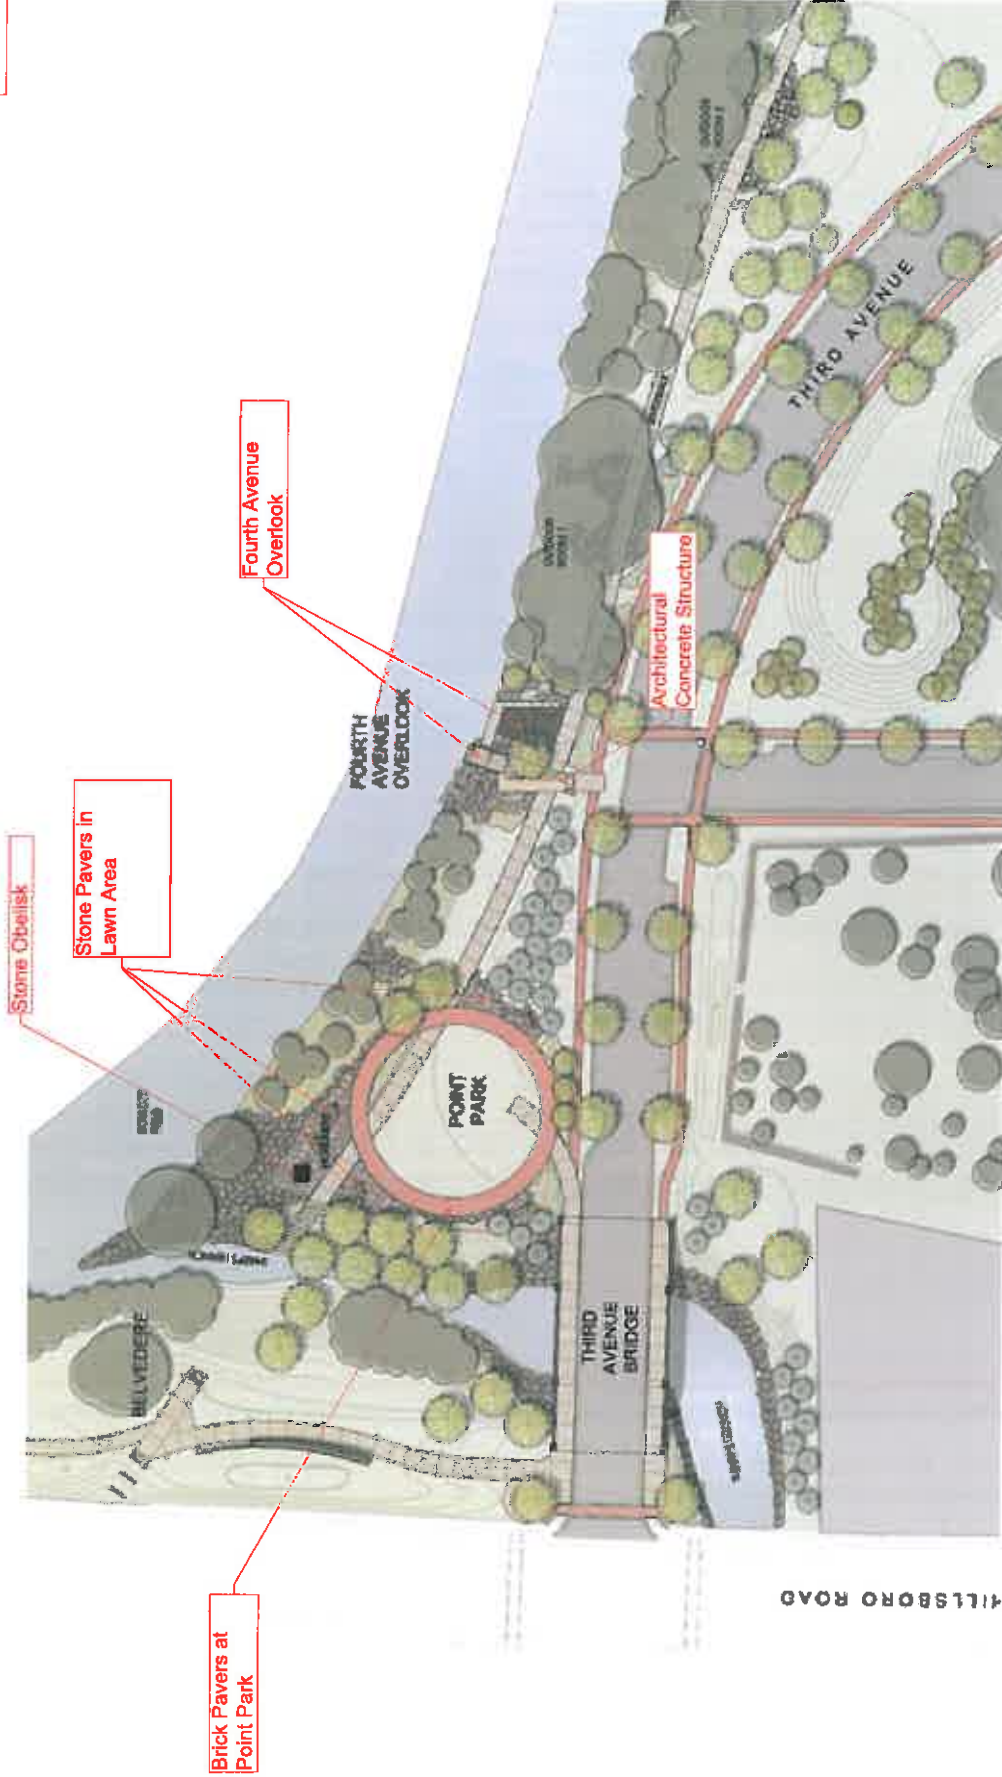 Stone Obelisk
Stone Pavers in
Lawn Area
Fourth Avenue
Overlook
FOURTH
AVENUE
OVERLOOK
Architectural
Concrete Structure
THIRD AVENUE
POINT
PARK
BELVEDERE
THIRD
AVENUE
BRIDGE
Brick Pavers at
Point Park
HILLSBORO ROAD